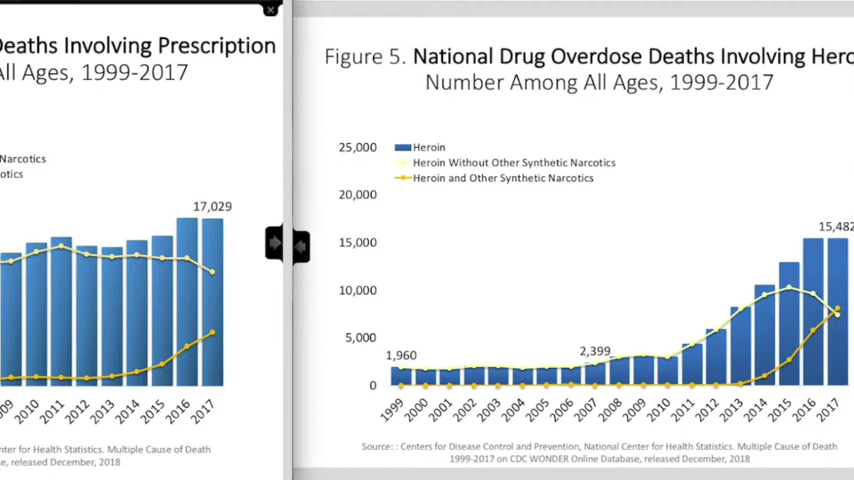 Deaths Involving Prescription
All Ages, 1999-2017
Narcotics
otics
17,029
09 2010 2011 2012 2013 2014 2015 2016 2017
nter for Health Statistics. Multiple Cause of Death
se, released December, 2018
Figure 5. National Drug Overdose Deaths Involving Hero
Number Among All Ages, 1999-2017
25,000
Heroin
Heroin Without Other Synthetic Narcotics
Heroin and Other Synthetic Narcotics
20,000
15,000
15,482
10,000
5,000
1,960
2,399
0
1999 2000 2001 2002 2003 2004 2005 2006 2007 2008 2009 2010 2011 2012 2013 2014 2015 2016 2017
Source: : Centers for Disease Control and Prevention, National Center for Health Statistics. Multiple Cause of Death
1999-2017 on CDC WONDER Online Database, released December, 2018